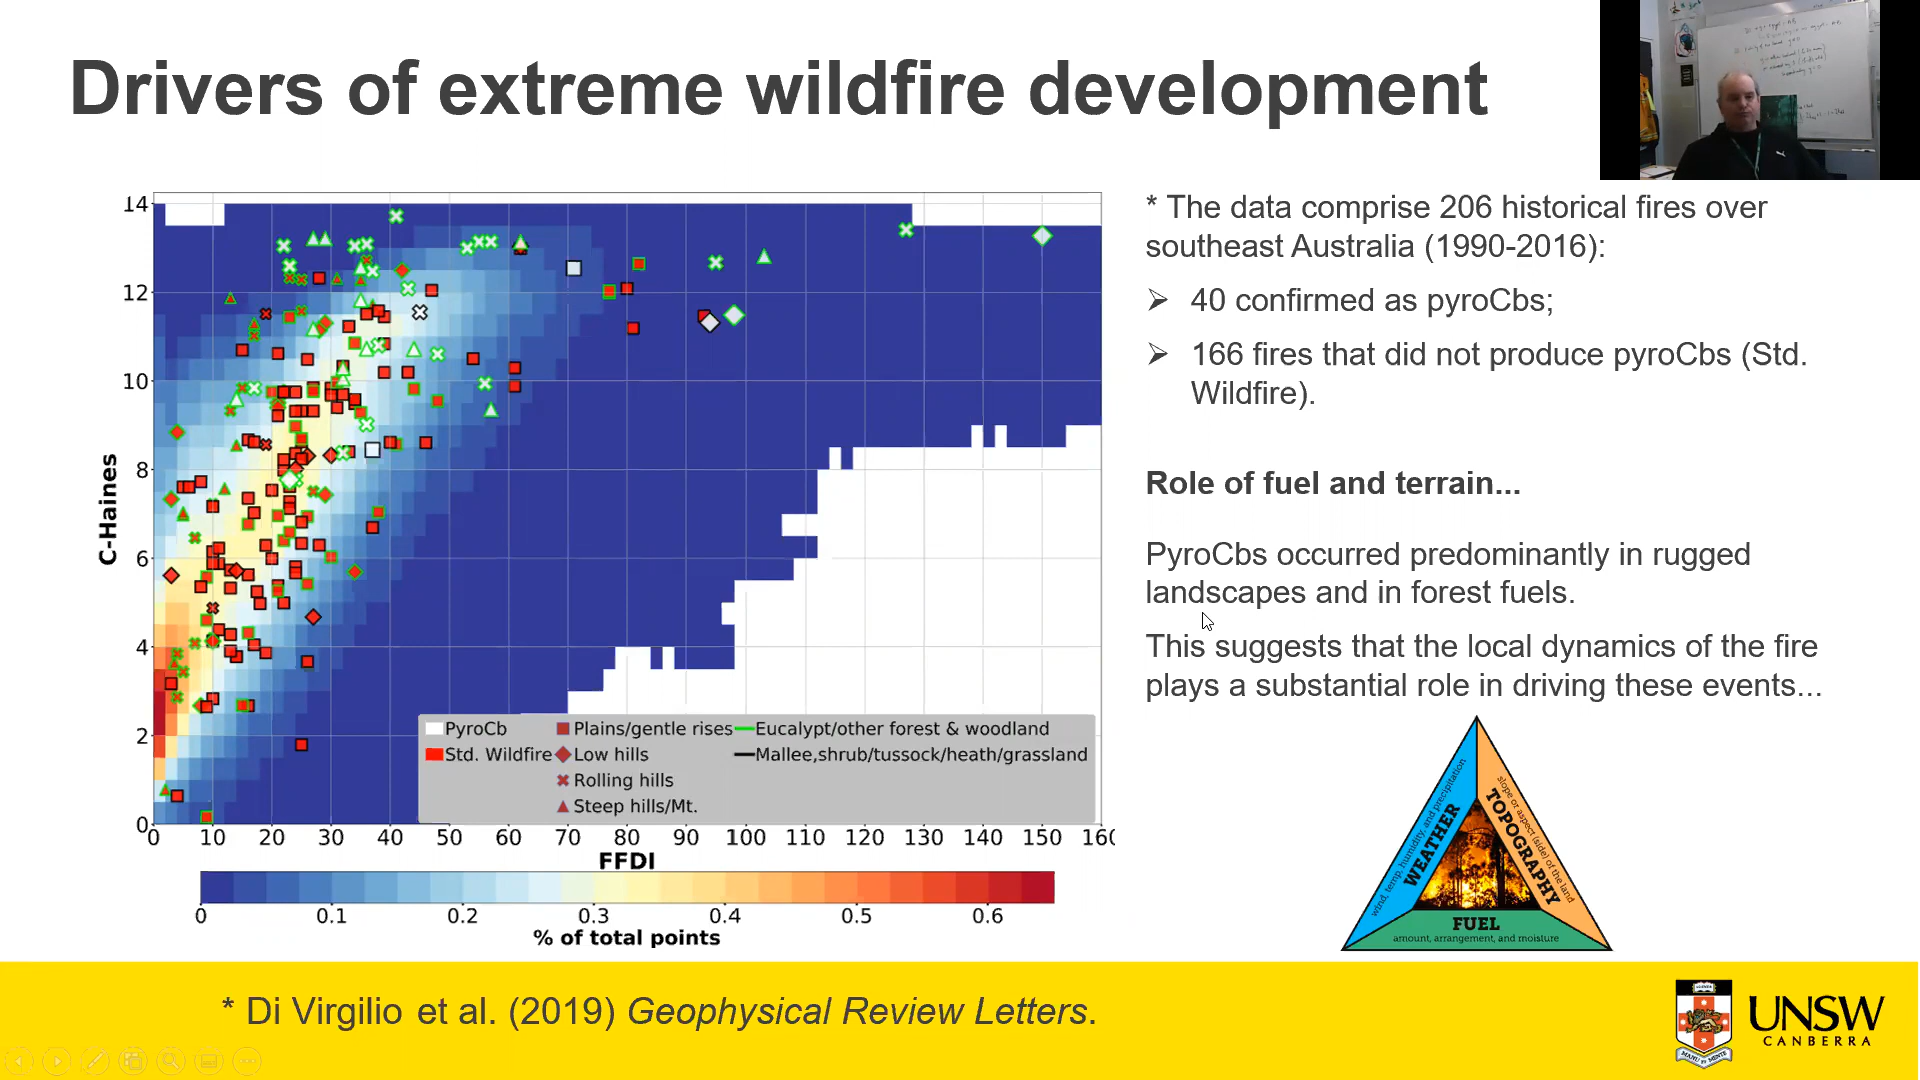 Drivers of extreme wildfire development
* The data comprise 206 historical fires over
southeast Australia (1990-2016):
40 confirmed as pyroCbs;
166 fires that did not produce pyroCbs (Std.
Wildfire).
Role of fuel and terrain...
PyroCbs occurred predominantly in rugged
landscapes and in forest fuels.
This suggests that the local dynamics of the fire
plays a substantial role in driving these events...
C-Haines
14
12
10
8
6
4
2
0
0 10 20 30 40 50 60 70 80 90 100 110 120 130 140 150 160
FFDI
PyroCb
Std. Wildfire
Plains/gentle rises
Low hills
Rolling hills
Steep hills/Mt.
Eucalypt/other forest & woodland
Mallee,shrub/tussock/heath/grassland
0 0.1 0.2 0.3 0.4 0.5 0.6
% of total points
WEATHER
wind, temp, humidity, and precipitation
TOPOGRAPHY
slope or aspect (side) of the land
FUEL
amount, arrangement, and moisture
* Di Virgilio et al. (2019) Geophysical Review Letters.
UNSW
CANBERRA